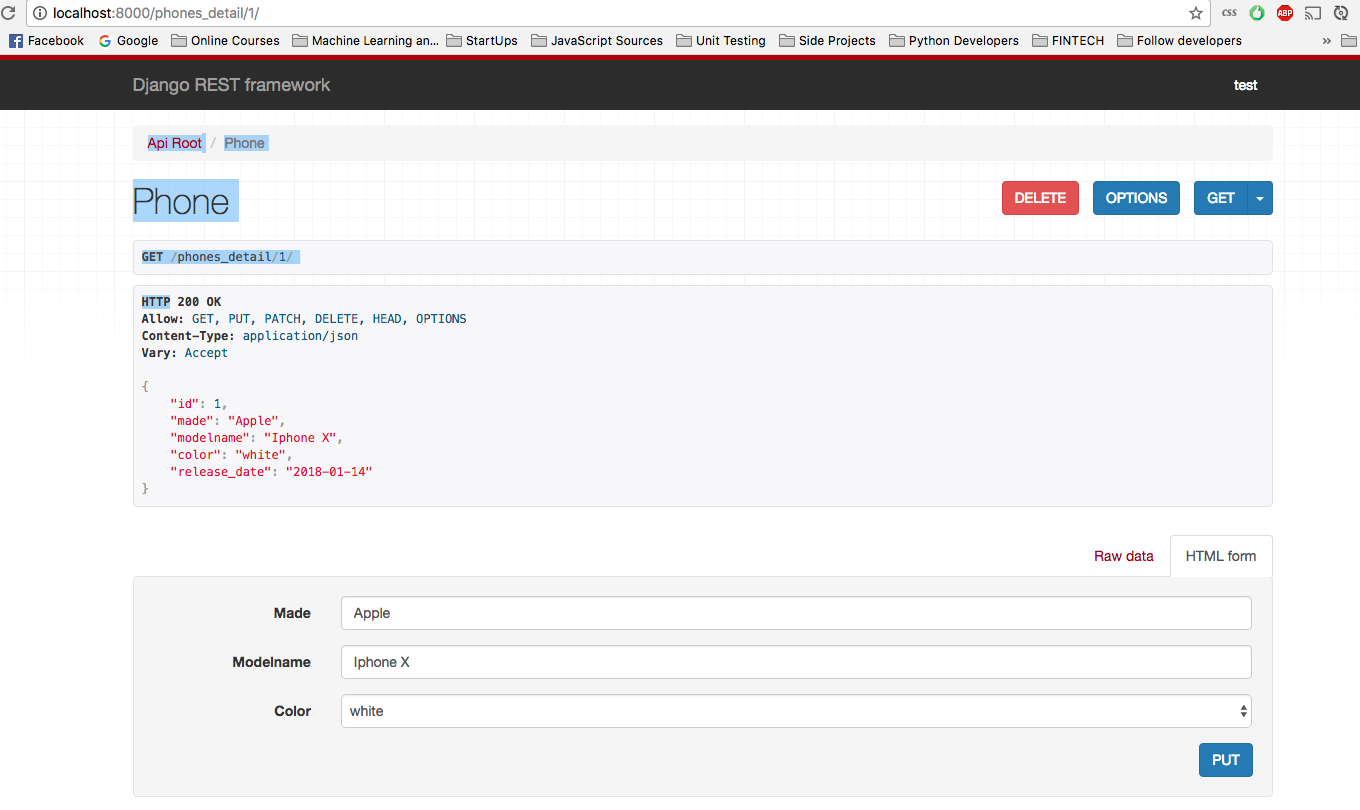 localhost:8000/phones_detail/1/ CSS ABP
Facebook Google Online Courses Machine Learning an... StartUps JavaScript Sources Unit Testing Side Projects Python Developers FINTECH Follow developers »
Django REST framework test
Api Root / Phone
Phone DELETE OPTIONS GET
GET /phones_detail/1/
HTTP 200 OK
Allow: GET, PUT, PATCH, DELETE, HEAD, OPTIONS
Content-Type: application/json
Vary: Accept
{
    "id": 1,
    "made": "Apple",
    "modelname": "Iphone X",
    "color": "white",
    "release_date": "2018-01-14"
}
Raw data HTML form
Made Apple
Modelname Iphone X
Color white
PUT